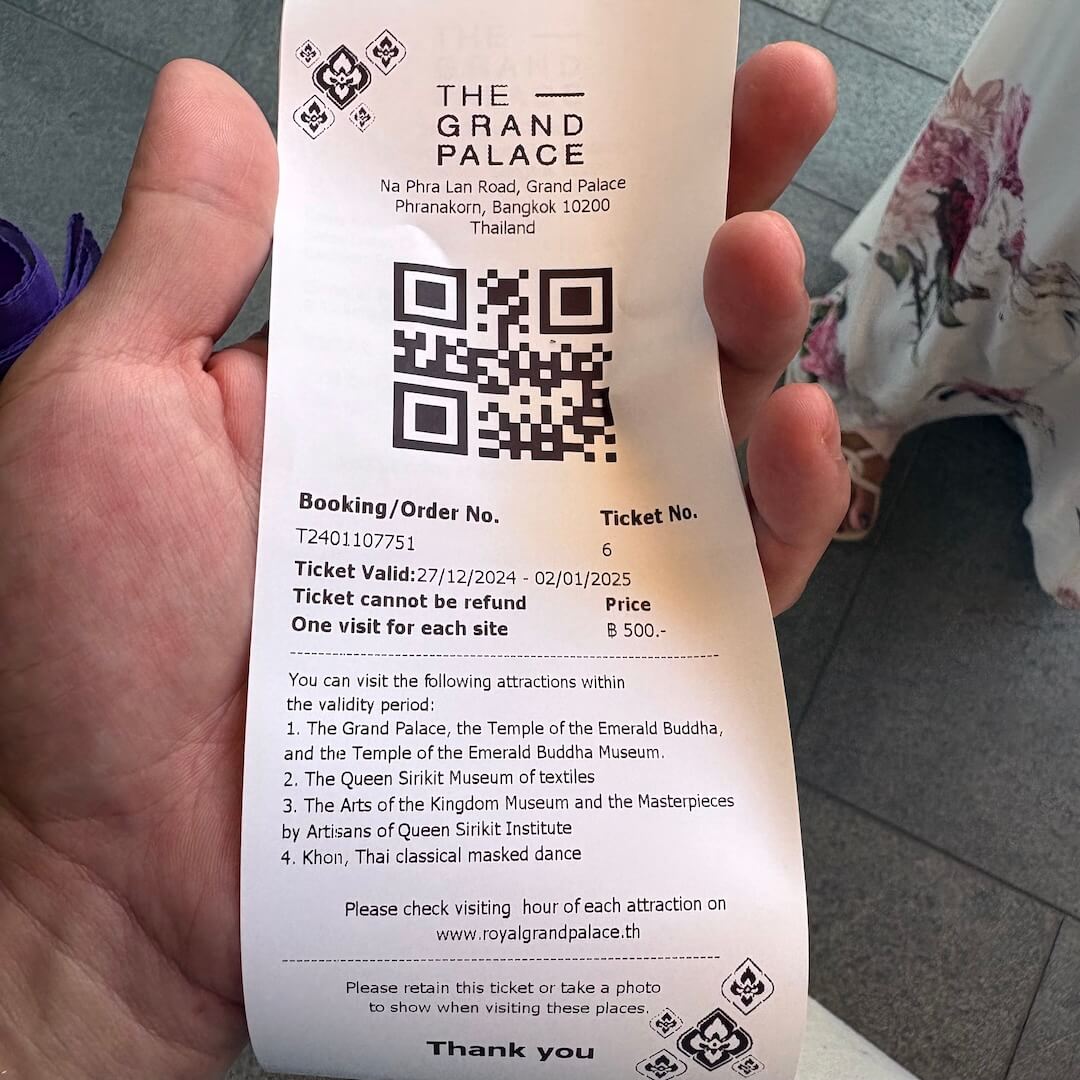 THE
GRAND
PALACE
Na Phra Lan Road, Grand Palace
Phranakorn, Bangkok 10200
Thailand
Booking/Order No. Ticket No.
T2401107751 6
Ticket Valid:27/12/2024 - 02/01/2025
Ticket cannot be refund Price
One visit for each site ฿ 500.-
You can visit the following attractions within
the validity period:
1. The Grand Palace, the Temple of the Emerald Buddha,
and the Temple of the Emerald Buddha Museum.
2. The Queen Sirikit Museum of textiles
3. The Arts of the Kingdom Museum and the Masterpieces
by Artisans of Queen Sirikit Institute
4. Khon, Thai classical masked dance
Please check visiting hour of each attraction on
www.royalgrandpalace.th
Please retain this ticket or take a photo
to show when visiting these places.
Thank you